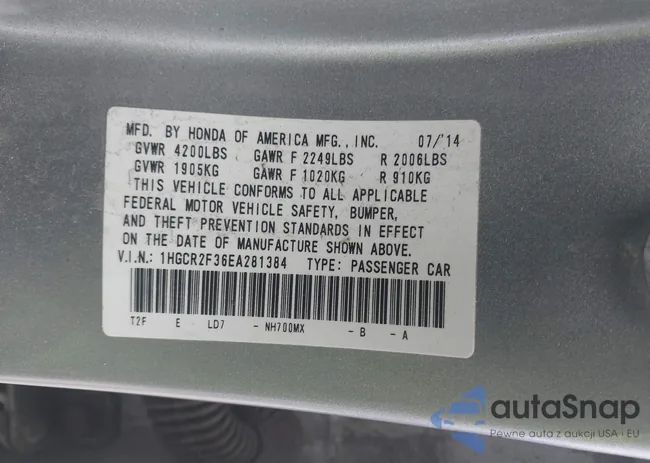 MFD. BY HONDA OF AMERICA MFG., INC. 07/'14
GVWR 4200LBS GAWR F 2249LBS R 2006LBS
GVWR 1905KG GAWR F 1020KG R 910KG
THIS VEHICLE CONFORMS TO ALL APPLICABLE
FEDERAL MOTOR VEHICLE SAFETY, BUMPER,
AND THEFT PREVENTION STANDARDS IN EFFECT
ON THE DATE OF MANUFACTURE SHOWN ABOVE.
V.I.N.: 1HGCR2F36EA281384 TYPE: PASSENGER CAR
T2F E LD7 - NH700MX - B - A
autaSnap
Pewne auta z aukcji USA i EU